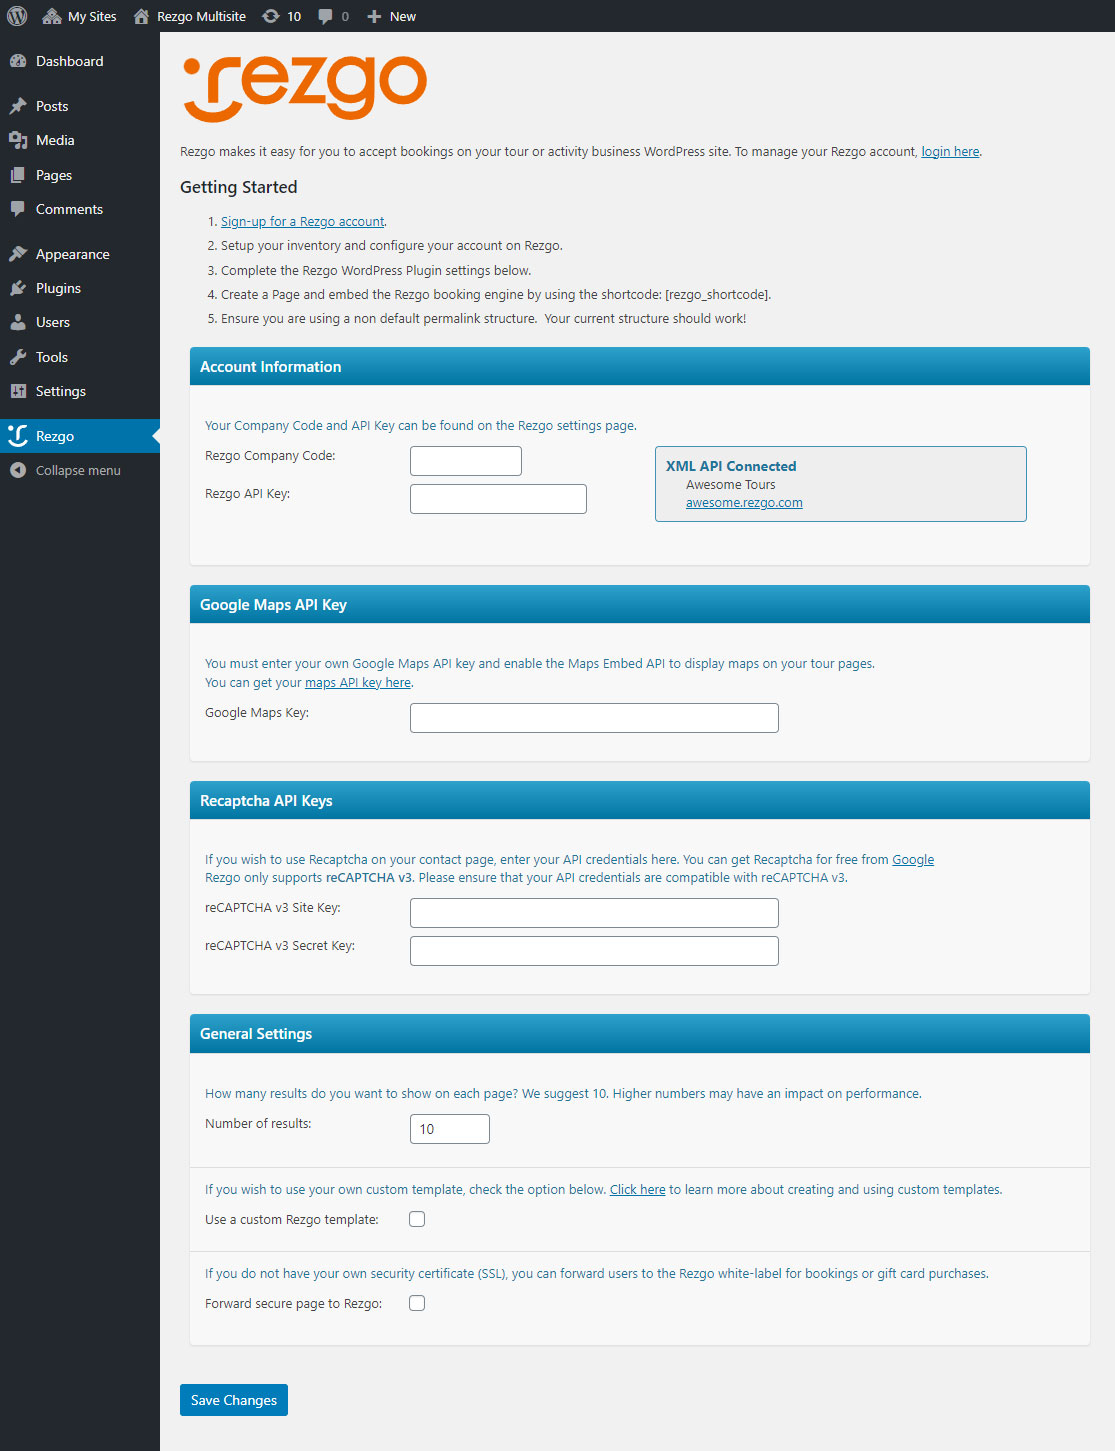 My Sites Rezgo Multisite 10 0 New
Dashboard
Posts
Media
Pages
Comments
Appearance
Plugins
Users
Tools
Settings
Rezgo
Collapse menu
rezgo
Rezgo makes it easy for you to accept bookings on your tour or activity business WordPress site. To manage your Rezgo account, login here.
Getting Started
1. Sign-up for a Rezgo account.
2. Setup your inventory and configure your account on Rezgo.
3. Complete the Rezgo WordPress Plugin settings below.
4. Create a Page and embed the Rezgo booking engine by using the shortcode: [rezgo_shortcode].
5. Ensure you are using a non default permalink structure.  Your current structure should work!
Account Information
Your Company Code and API Key can be found on the Rezgo settings page.
Rezgo Company Code:
Rezgo API Key:
XML API Connected
Awesome Tours
awesome.rezgo.com
Google Maps API Key
You must enter your own Google Maps API key and enable the Maps Embed API to display maps on your tour pages.
You can get your maps API key here.
Google Maps Key:
Recaptcha API Keys
If you wish to use Recaptcha on your contact page, enter your API credentials here. You can get Recaptcha for free from Google
Rezgo only supports reCAPTCHA v3. Please ensure that your API credentials are compatible with reCAPTCHA v3.
reCAPTCHA v3 Site Key:
reCAPTCHA v3 Secret Key:
General Settings
How many results do you want to show on each page? We suggest 10. Higher numbers may have an impact on performance.
Number of results: 10
If you wish to use your own custom template, check the option below. Click here to learn more about creating and using custom templates.
Use a custom Rezgo template:
If you do not have your own security certificate (SSL), you can forward users to the Rezgo white-label for bookings or gift card purchases.
Forward secure page to Rezgo:
Save Changes